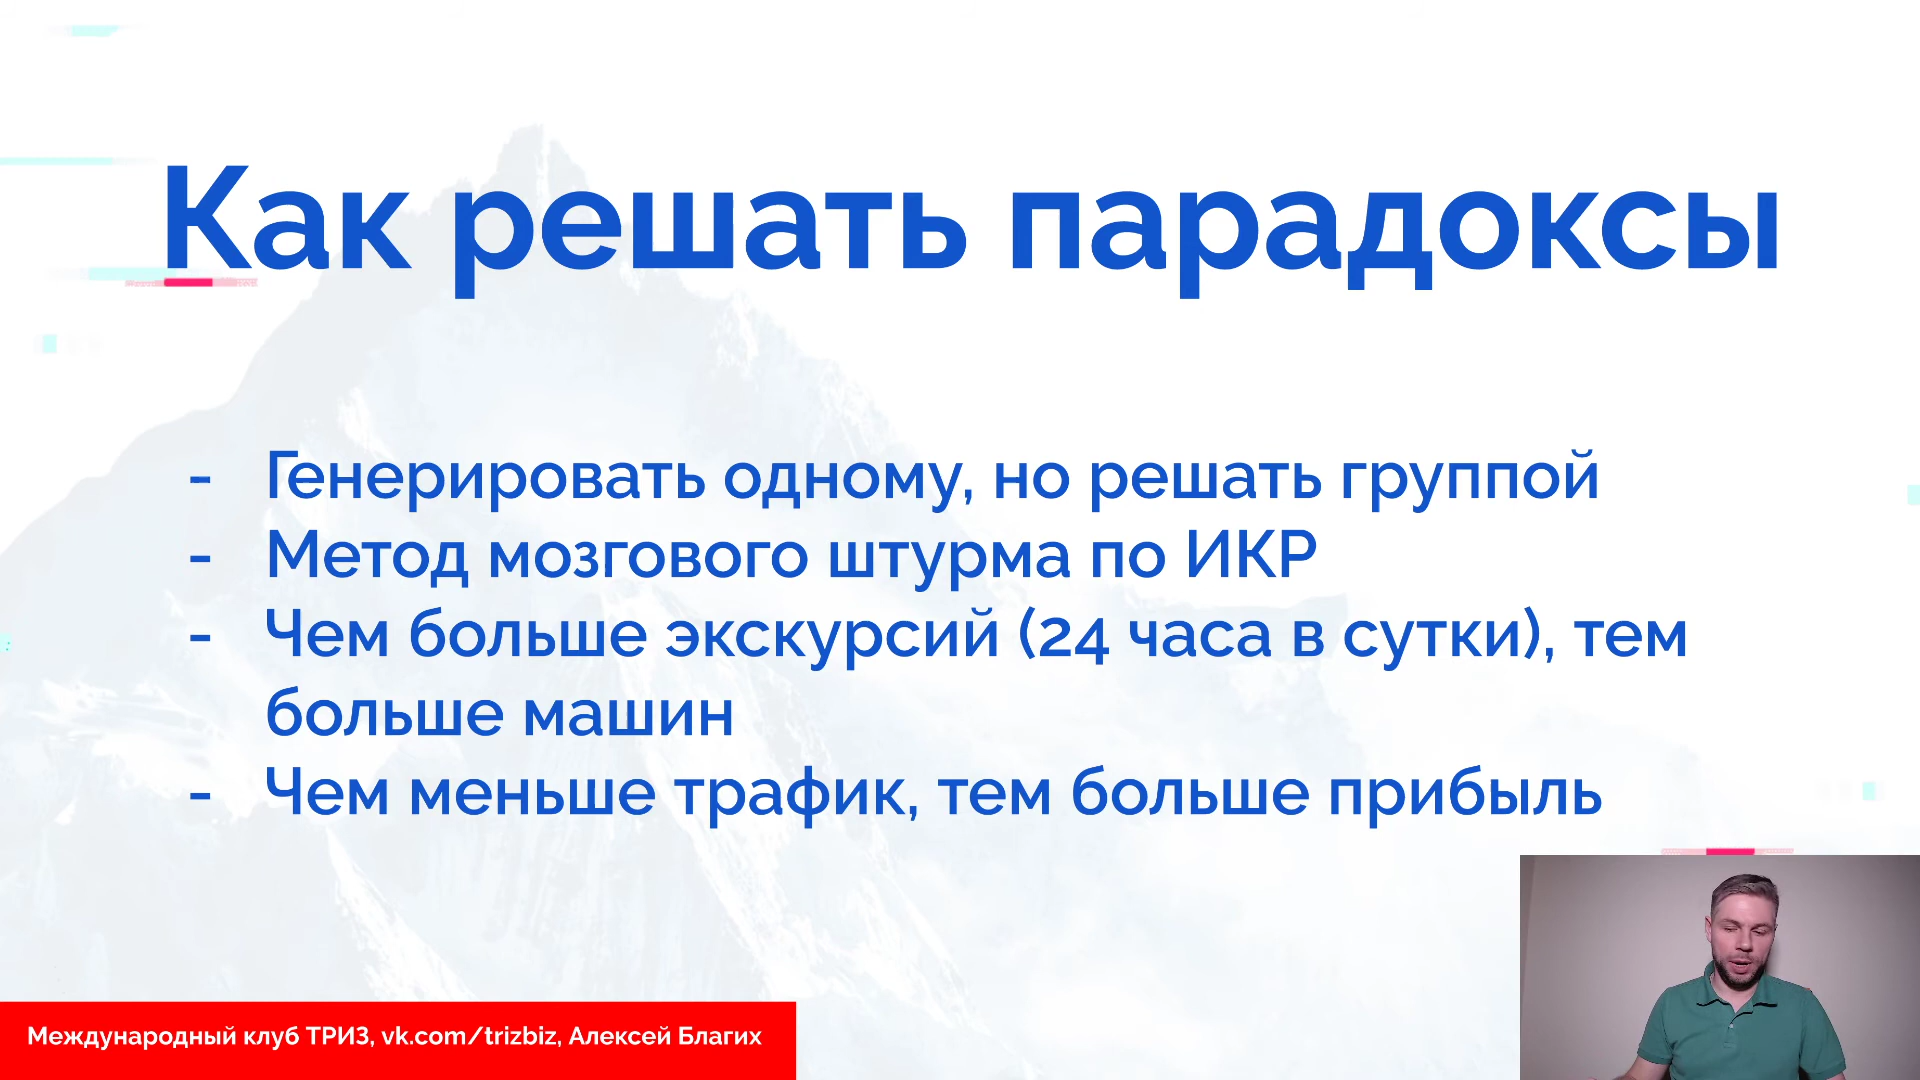 Как решать парадоксы
- Генерировать одному, но решать группой
- Метод мозгового штурма по ИКР
- Чем больше экскурсий (24 часа в сутки), тем
больше машин
- Чем меньше трафик, тем больше прибыль
Международный клуб ТРИЗ, vk.com/trizbiz, Алексей Благих